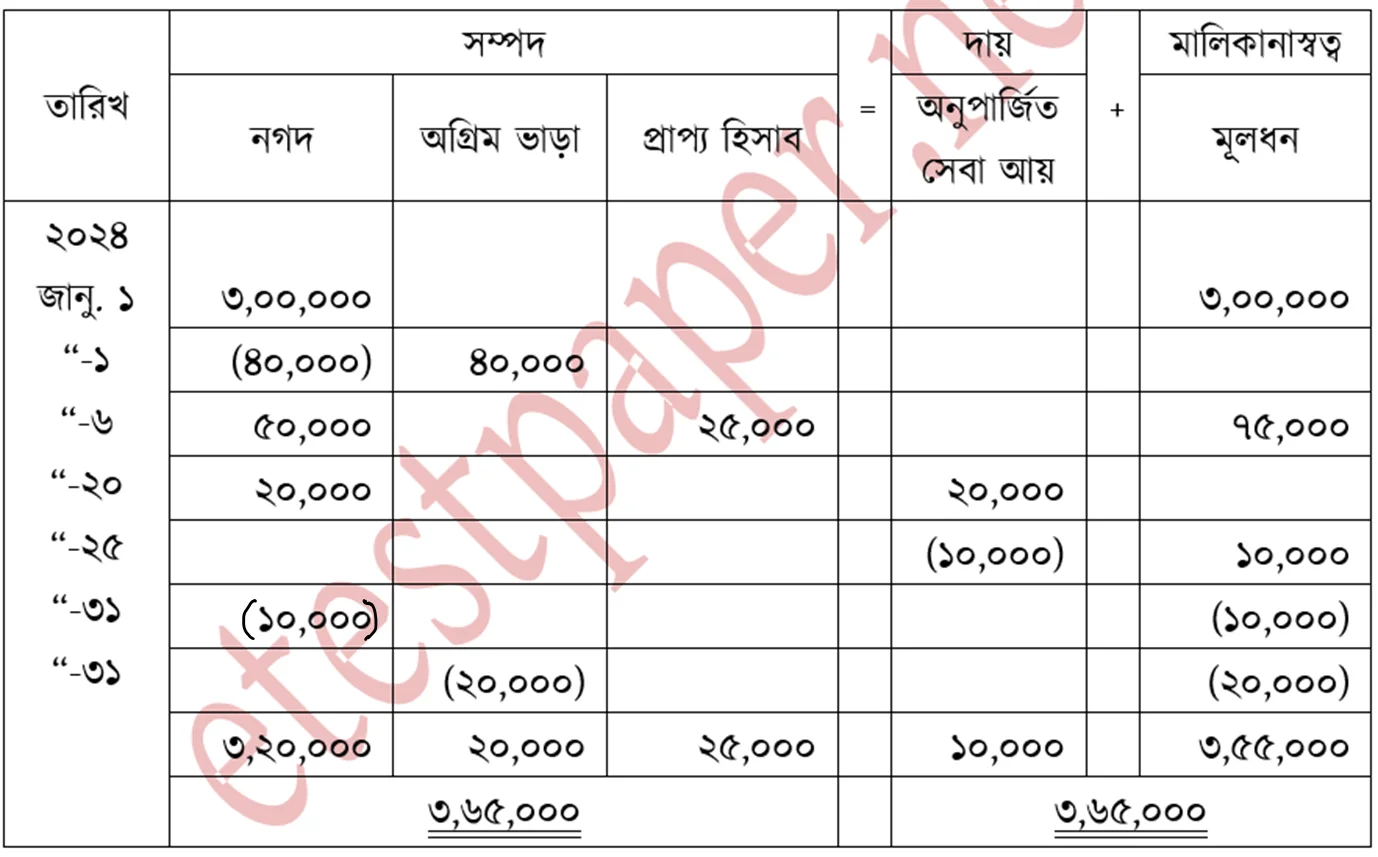 তারিখ সম্পদ = দায় + মালিকানাস্বত্ব
নগদ অগ্রিম ভাড়া প্রাপ্য হিসাব অনুপার্জিত সেবা আয় মূলধন
২০২৪
জানু. ১ ৩,০০,০০০ ৩,০০,০০০
“-১ (৪০,০০০) ৪০,০০০
“-৬ ৫০,০০০ ২৫,০০০ ৭৫,০০০
“-২০ ২০,০০০ ২০,০০০
“-২৫ (১০,০০০) ১০,০০০
“-৩১ (১০,০০০) (১০,০০০)
“-৩১ (২০,০০০) (২০,০০০)
৩,২০,০০০ ২০,০০০ ২৫,০০০ ১০,০০০ ৩,৫৫,০০০
৩,৬৫,০০০ ৩,৬৫,০০০
etestpaper.ne